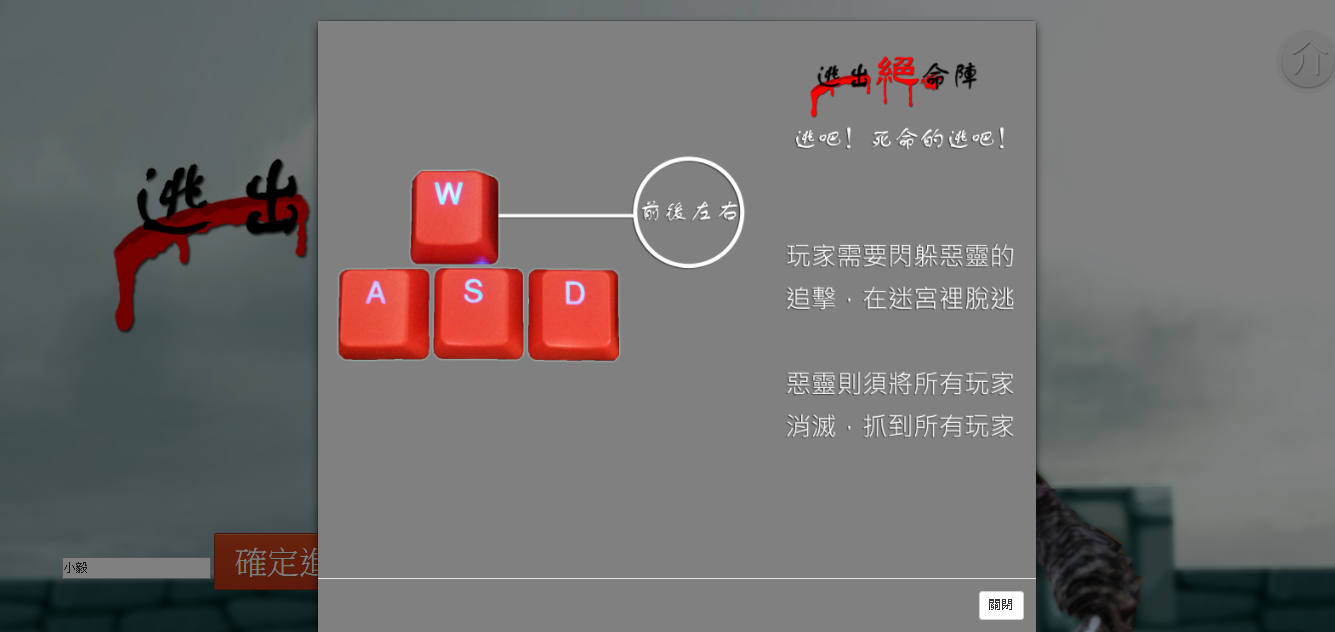 介
逃出絕命陣
逃吧！死命的逃吧！
逃出
W
前後左右
A S D
玩家需要閃躲惡靈的
追擊，在迷宮裡脫逃
惡靈則須將所有玩家
消滅，抓到所有玩家
小毅
確定進
關閉